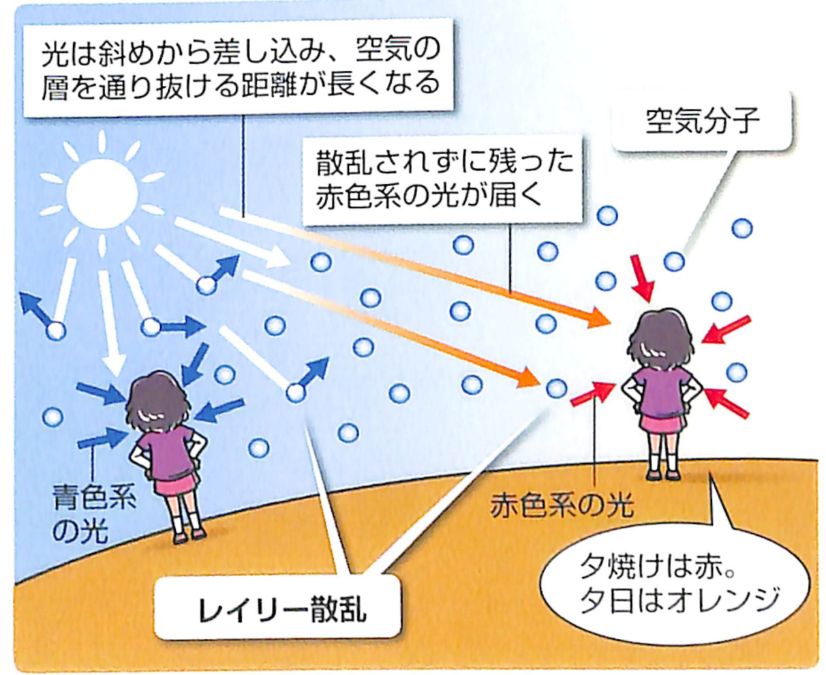 光は斜めから差し込み、空気の
層を通り抜ける距離が長くなる
空気分子
散乱されずに残った
赤色系の光が届く
青色系
の光
赤色系の光
レイリー散乱
夕焼けは赤。
夕日はオレンジ